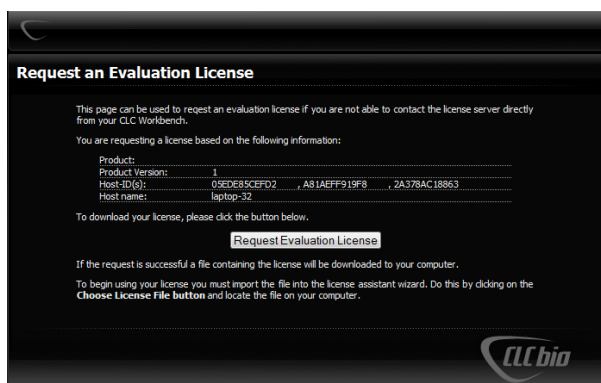 Request an Evaluation License
This page can be used to reqest an evaluation license if you are not able to contact the license server directly
from your CLC Workbench.
You are requesting a license based on the following information:
Product:
Product Version: 1
Host-ID(s): 05EDE85CEFD2 , A81AEFF919F8 , 2A378AC18863
Host name: laptop-32
To download your license, please click the button below.
Request Evaluation License
If the request is successful a file containing the license will be downloaded to your computer.
To begin using your license you must import the file into the license assistant wizard. Do this by clicking on the
Choose License File button and locate the file on your computer.
CLC bio